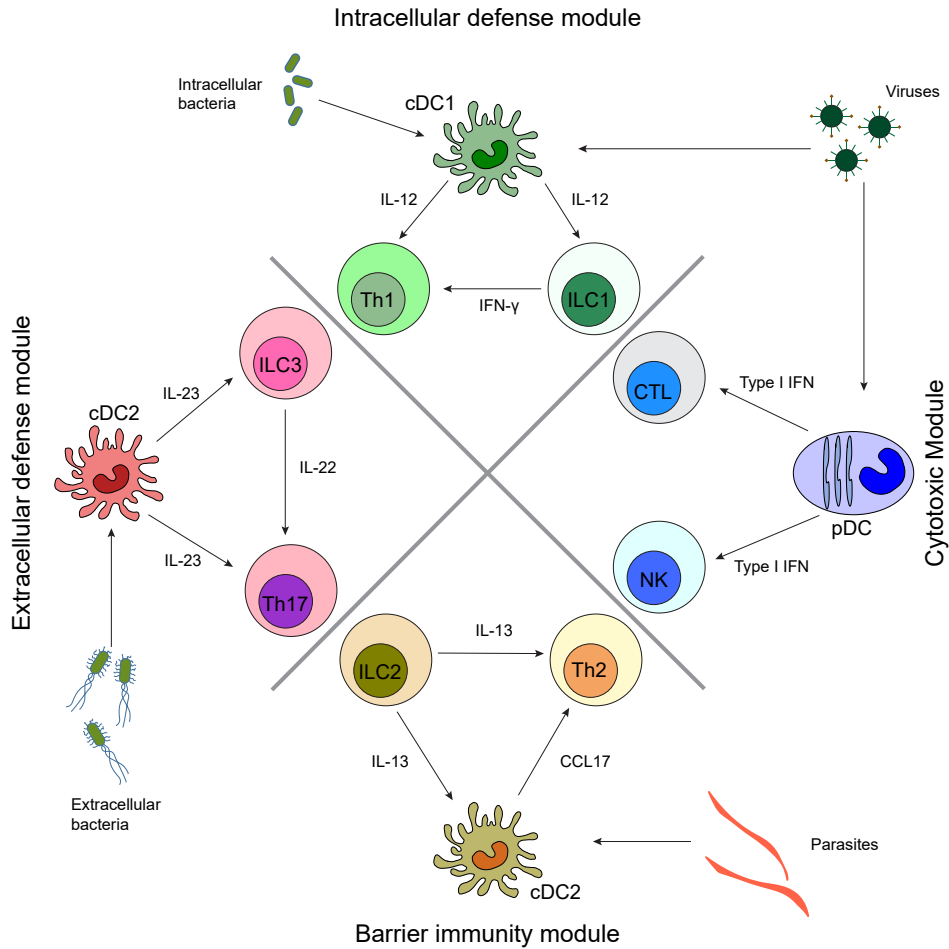 Intracellular defense module
Intracellular
bacteria
cDC1
Viruses
IL-12
IL-12
Th1
IFN-γ
ILC1
Extracellular defense module
cDC2
IL-23
ILC3
IL-22
IL-23
Th17
Extracellular
bacteria
CTL
Type I IFN
pDC
Type I IFN
NK
Cytotoxic Module
ILC2
IL-13
Th2
IL-13
CCL17
cDC2
Parasites
Barrier immunity module